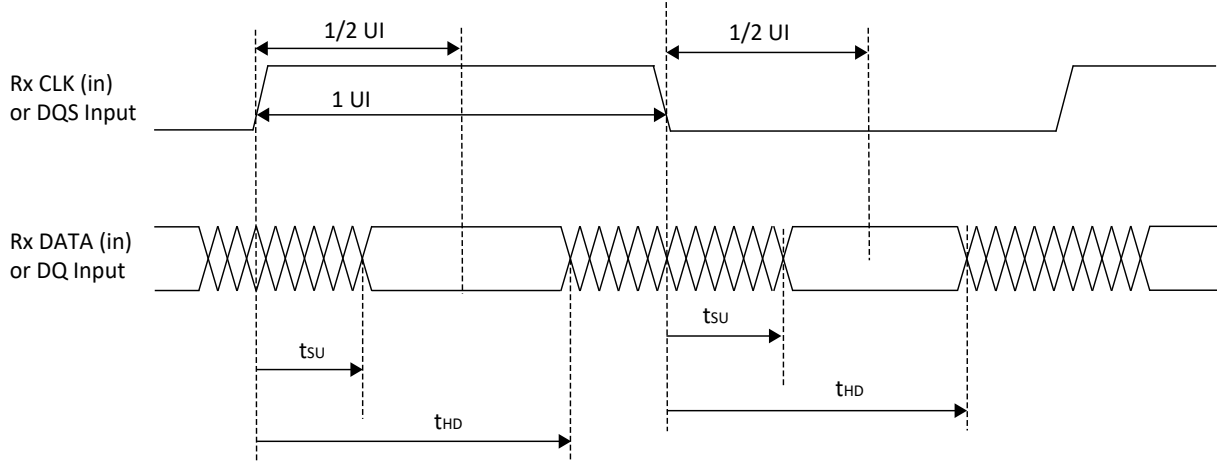 1/2 UI
1/2 UI
Rx CLK (in)
or DQS Input
1 UI
Rx DATA (in)
or DQ Input
tSU
tSU
tHD
tHD